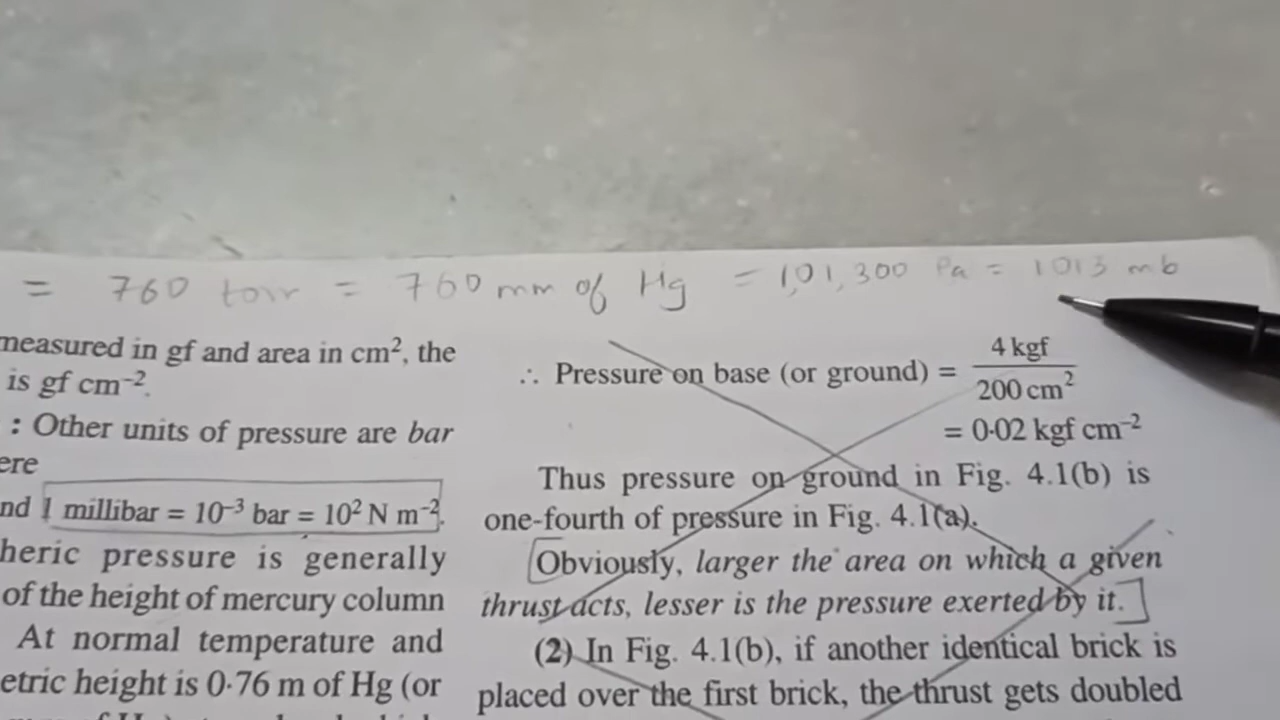 = 760 torr = 760 mm of Hg = 1,01,300 Pa = 1013 mb
measured in gf and area in cm², the
is gf cm⁻².
: Other units of pressure are bar
ere
nd 1 millibar = 10⁻³ bar = 10² N m⁻².
heric pressure is generally
of the height of mercury column
At normal temperature and
etric height is 0·76 m of Hg (or
∴ Pressure on base (or ground) = 4 kgf / 200 cm²
= 0·02 kgf cm⁻²
Thus pressure on ground in Fig. 4.1(b) is
one-fourth of pressure in Fig. 4.1(a).
Obviously, larger the area on which a given
thrust acts, lesser is the pressure exerted by it.
(2) In Fig. 4.1(b), if another identical brick is
placed over the first brick, the thrust gets doubled